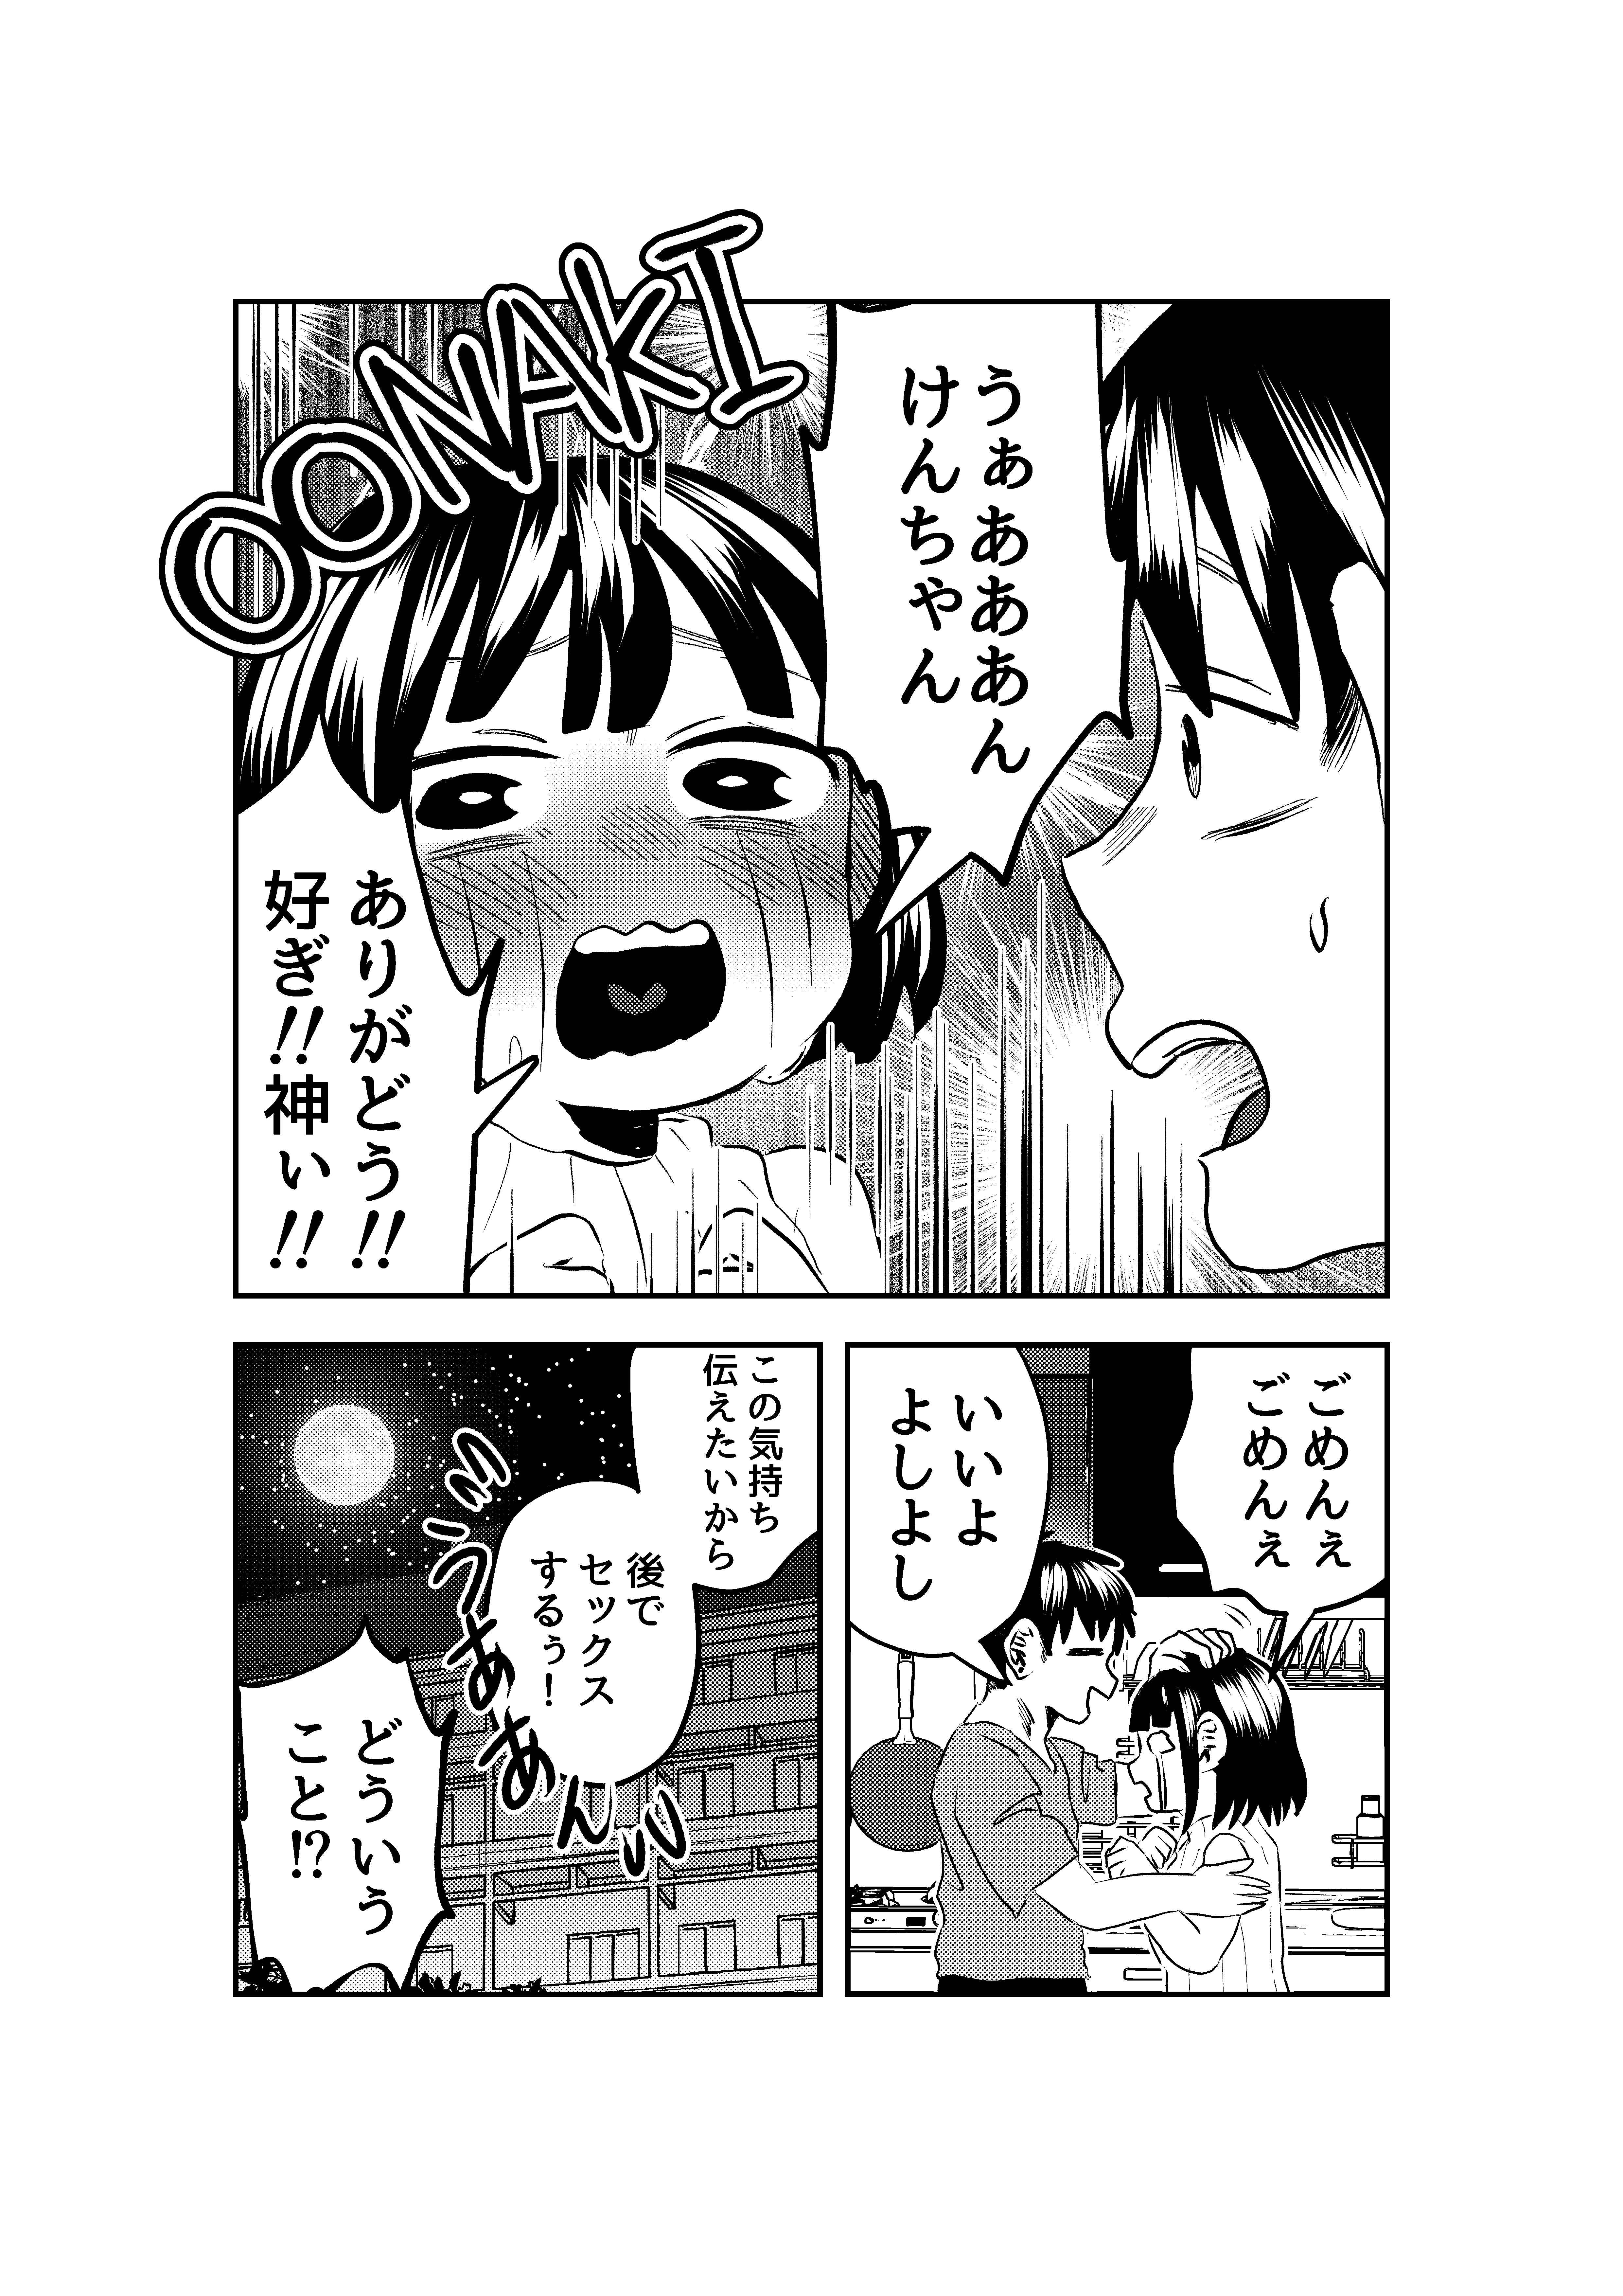 うぁあああん
けんちゃん
OONAKI
ありがどう!!
好ぎ!!神ぃ!!
ごめんぇ
ごめんぇ
いいよ
よしよし
この気持ち
伝えたいから
後で
セックス
するぅ!
うああん
どういう
こと!?